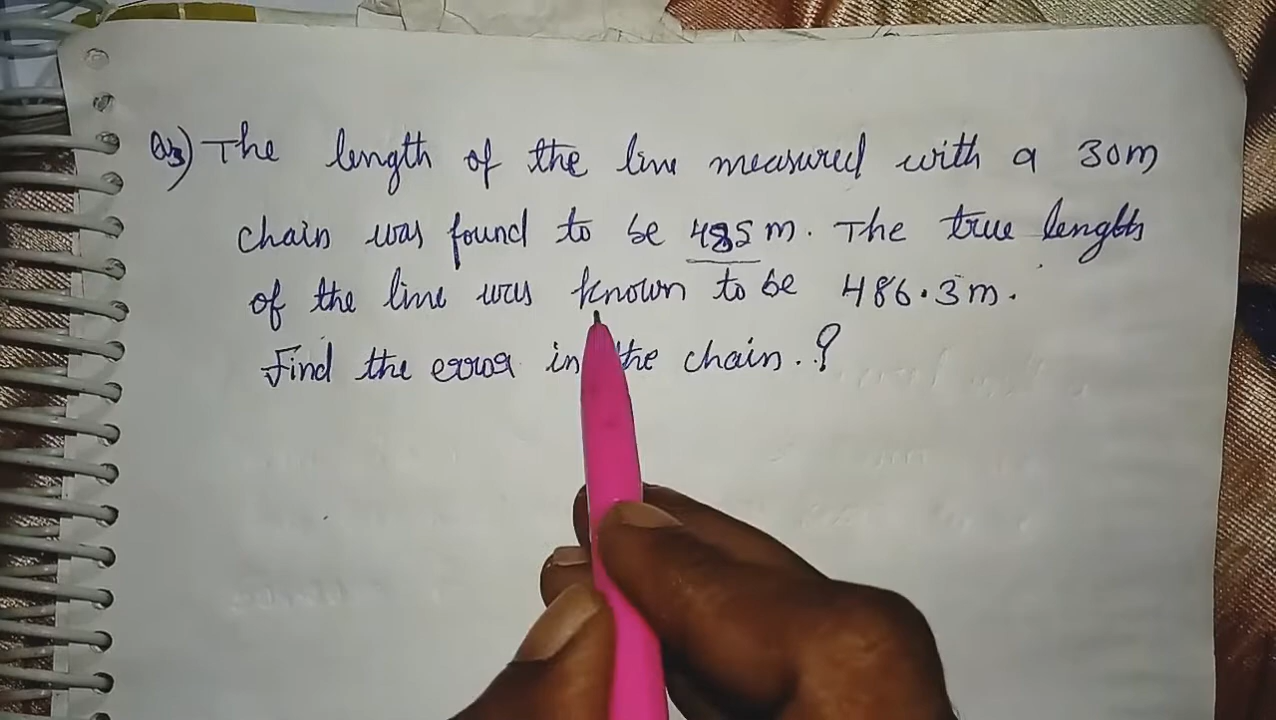 Q3) The length of the line measured with a 30m
chain was found to be 485 m. The true length
of the line was known to be 486.3m.
Find the error in the chain.?